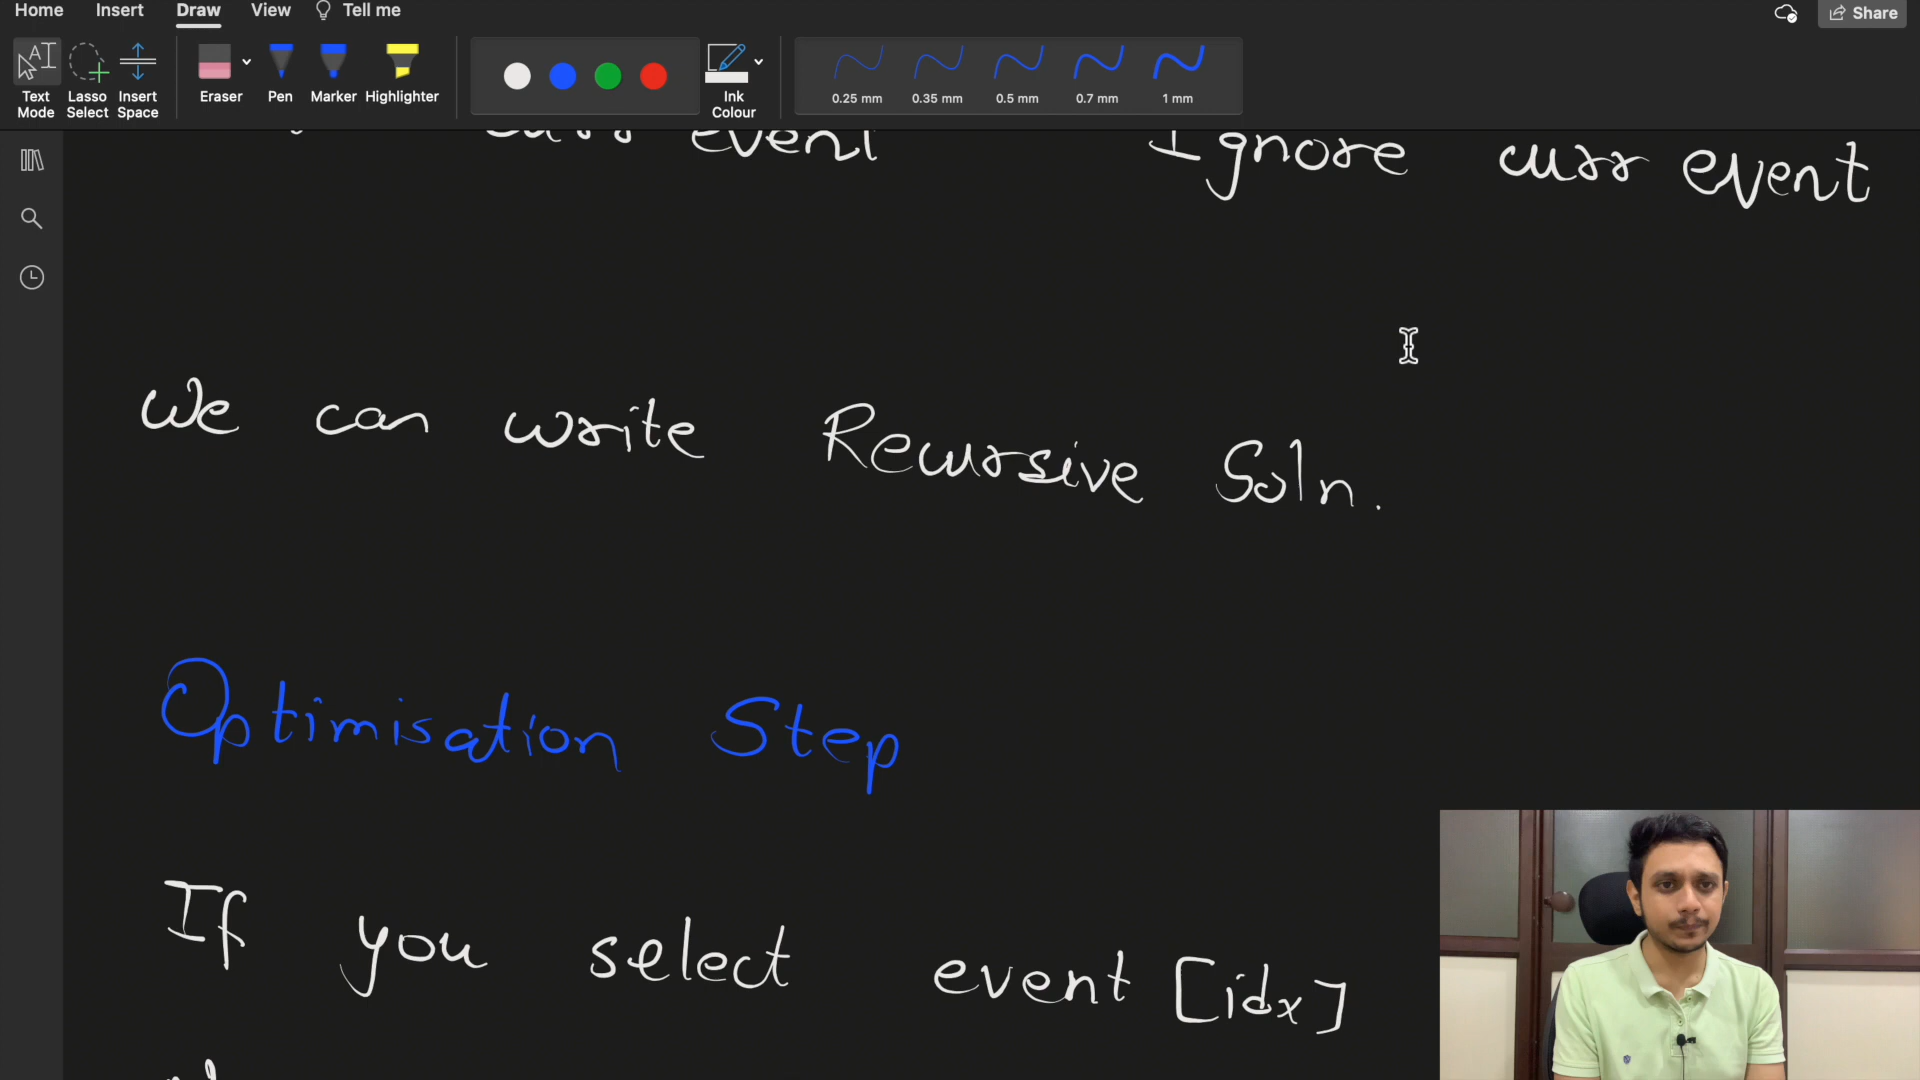 Home Insert Draw View Tell me Share
Text Mode Lasso Select Insert Space Eraser Pen Marker Highlighter Ink Colour 0.25 mm 0.35 mm 0.5 mm 0.7 mm 1 mm
curr event Ignore curr event
We can write Recursive Soln.
Optimisation Step
If you select event [idx]